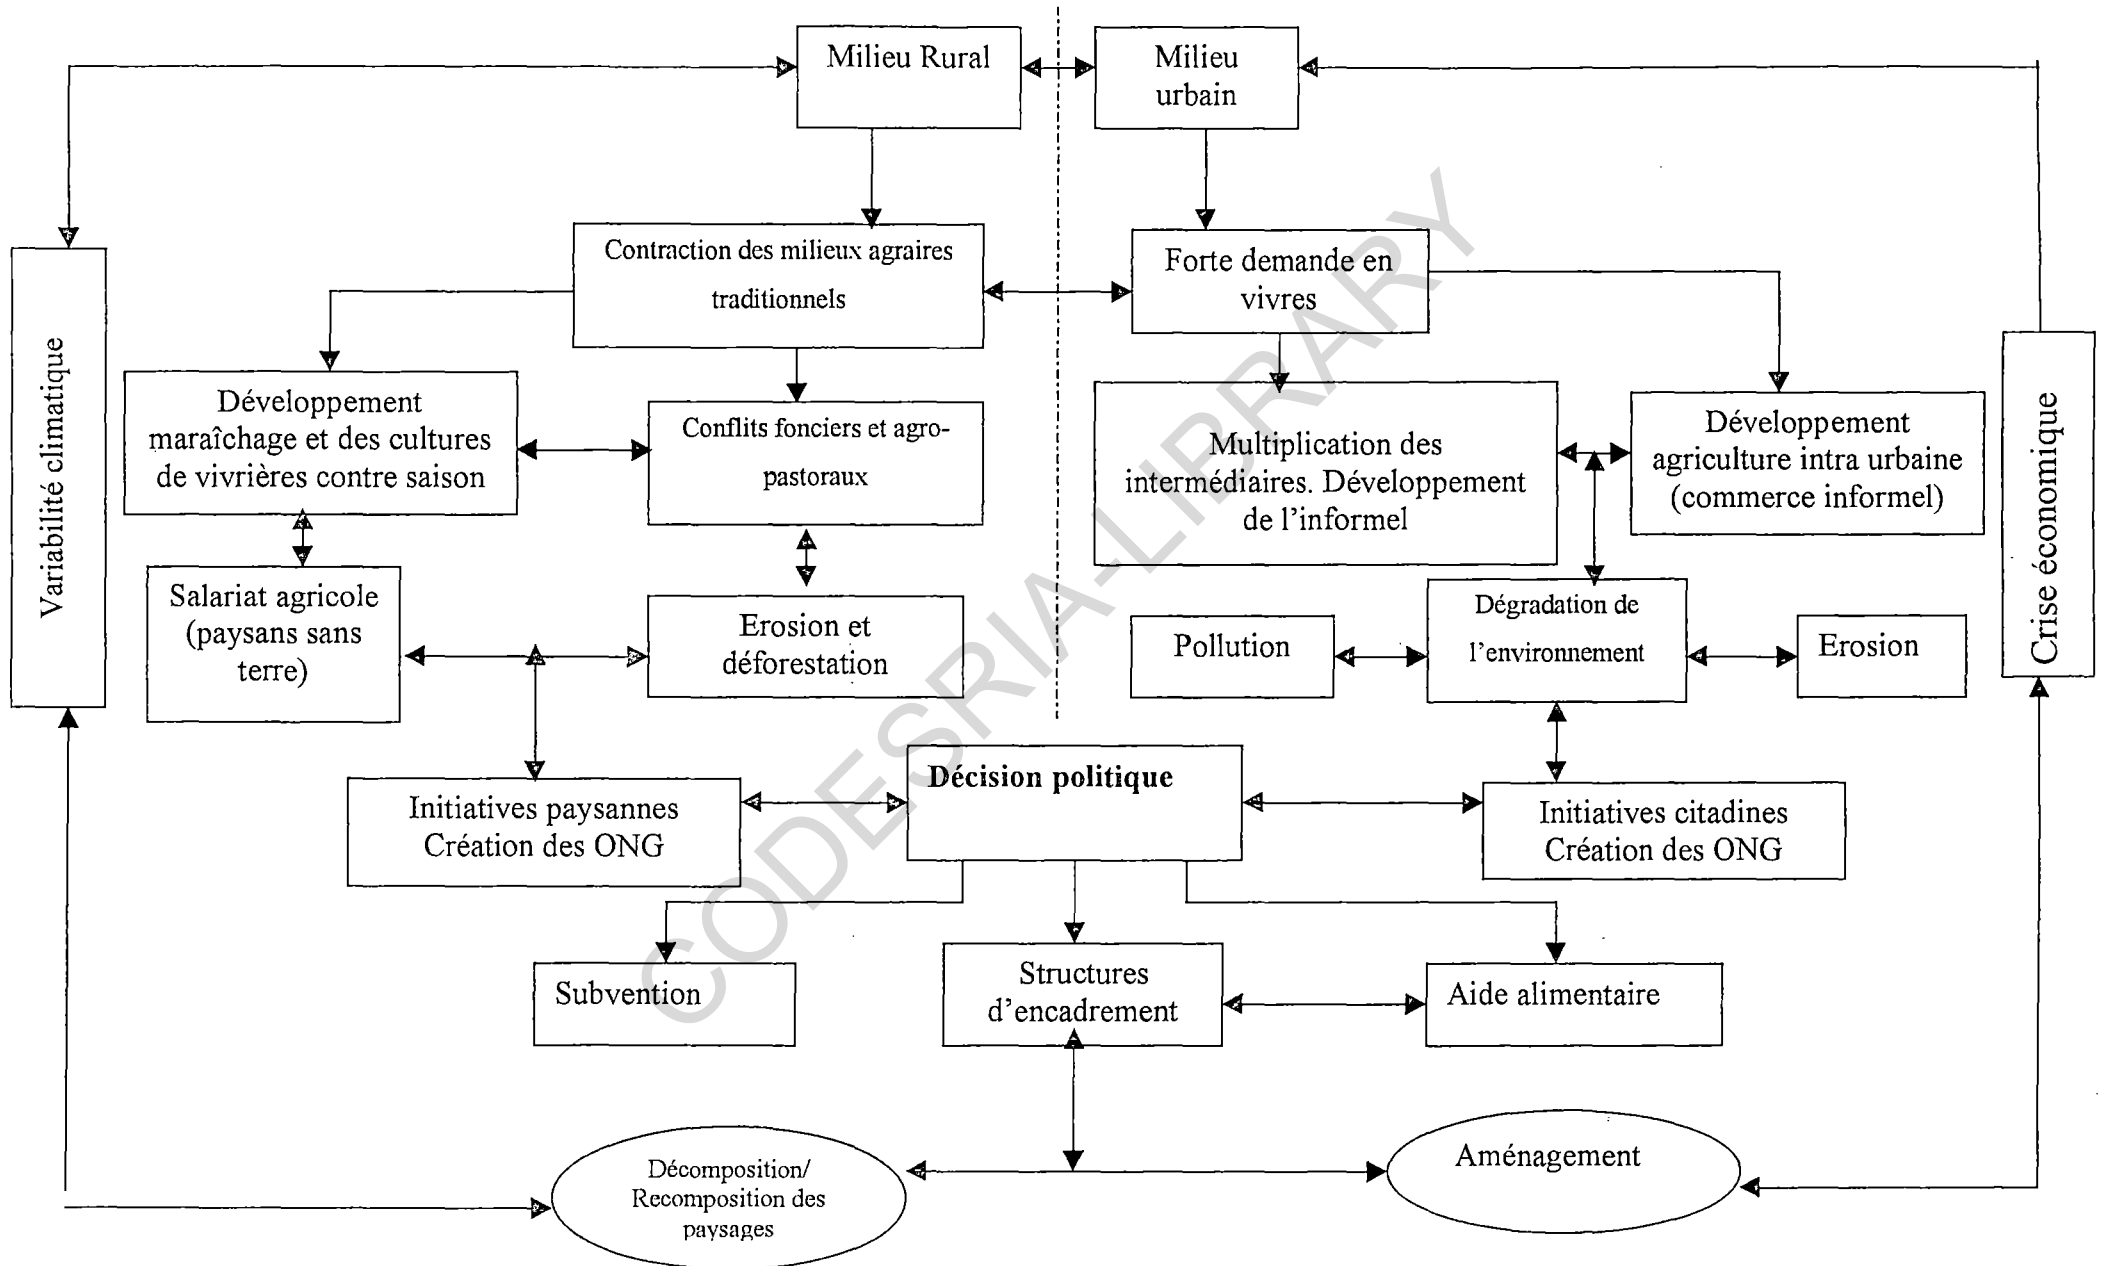 Milieu Rural
Milieu
urbain
Contraction des milieux agraires
traditionnels
Forte demande en
vivres
Variabilité climatique
Développement
maraîchage et des cultures
de vivrières contre saison
Conflits fonciers et agro-
pastoraux
Multiplication des
intermédiaires. Développement
de l'informel
Développement
agriculture intra urbaine
(commerce informel)
Crise économique
Salariat agricole
(paysans sans
terre)
Erosion et
déforestation
Pollution
Dégradation de
l'environnement
Erosion
Décision politique
Initiatives paysannes
Création des ONG
Initiatives citadines
Création des ONG
Subvention
Structures
d'encadrement
Aide alimentaire
Décomposition/
Recomposition des
paysages
Aménagement
CODESRIA-LIBRARY